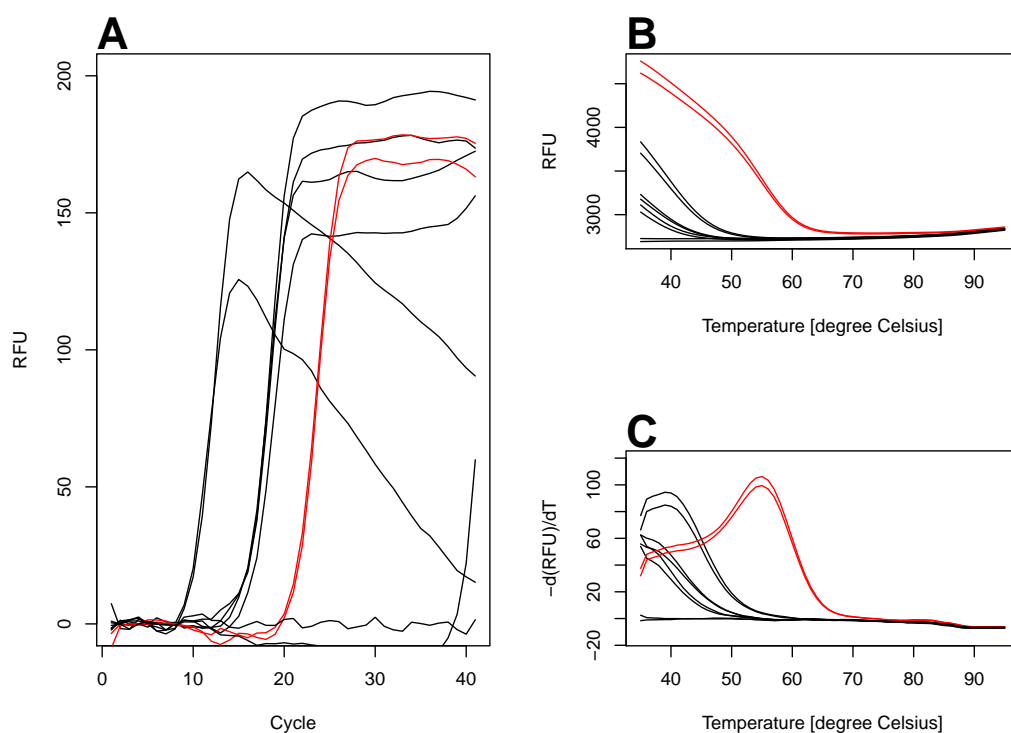 A
200
150
100
50
0
RFU
0 10 20 30 40
Cycle
B
4000
3000
RFU
40 50 60 70 80 90
Temperature [degree Celsius]
C
100
60
20
−20
−d(RFU)/dT
40 50 60 70 80 90
Temperature [degree Celsius]